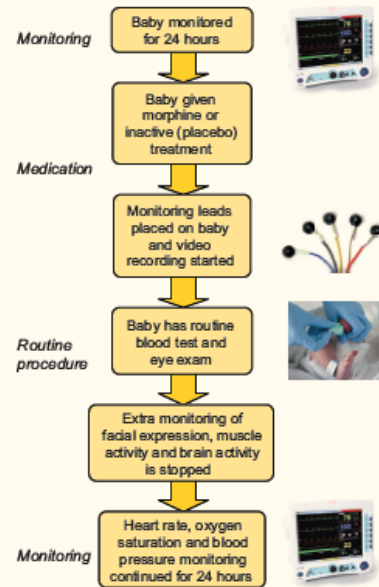 Monitoring
Baby monitored
for 24 hours
Baby given
morphine or
inactive (placebo)
treatment
Medication
Monitoring leads
placed on baby
and video
recording started
Routine
procedure
Baby has routine
blood test and
eye exam
Extra monitoring of
facial expression, muscle
activity and brain activity
is stopped
Monitoring
Heart rate, oxygen
saturation and blood
pressure monitoring
continued for 24 hours